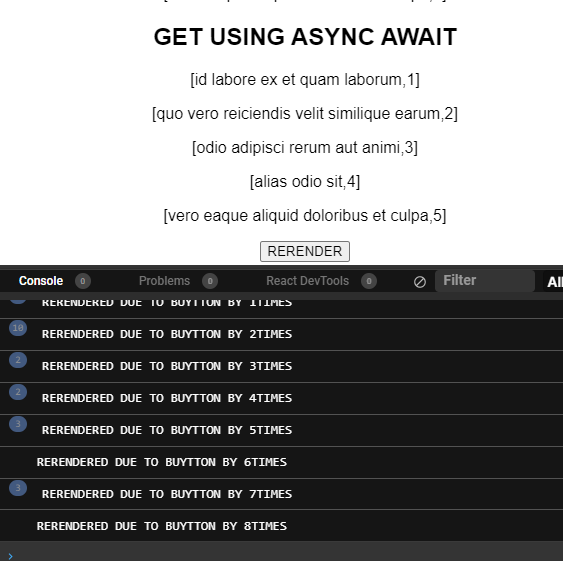 GET USING ASYNC AWAIT
[id labore ex et quam laborum,1]
[quo vero reiciendis velit similique earum,2]
[odio adipisci rerum aut animi,3]
[alias odio sit,4]
[vero eaque aliquid doloribus et culpa,5]
RERENDER
Console 0 Problems 0 React DevTools 0 Filter All
RERENDERED DUE TO BUYTTON BY 1TIMES
10 RERENDERED DUE TO BUYTTON BY 2TIMES
2 RERENDERED DUE TO BUYTTON BY 3TIMES
2 RERENDERED DUE TO BUYTTON BY 4TIMES
3 RERENDERED DUE TO BUYTTON BY 5TIMES
RERENDERED DUE TO BUYTTON BY 6TIMES
3 RERENDERED DUE TO BUYTTON BY 7TIMES
RERENDERED DUE TO BUYTTON BY 8TIMES